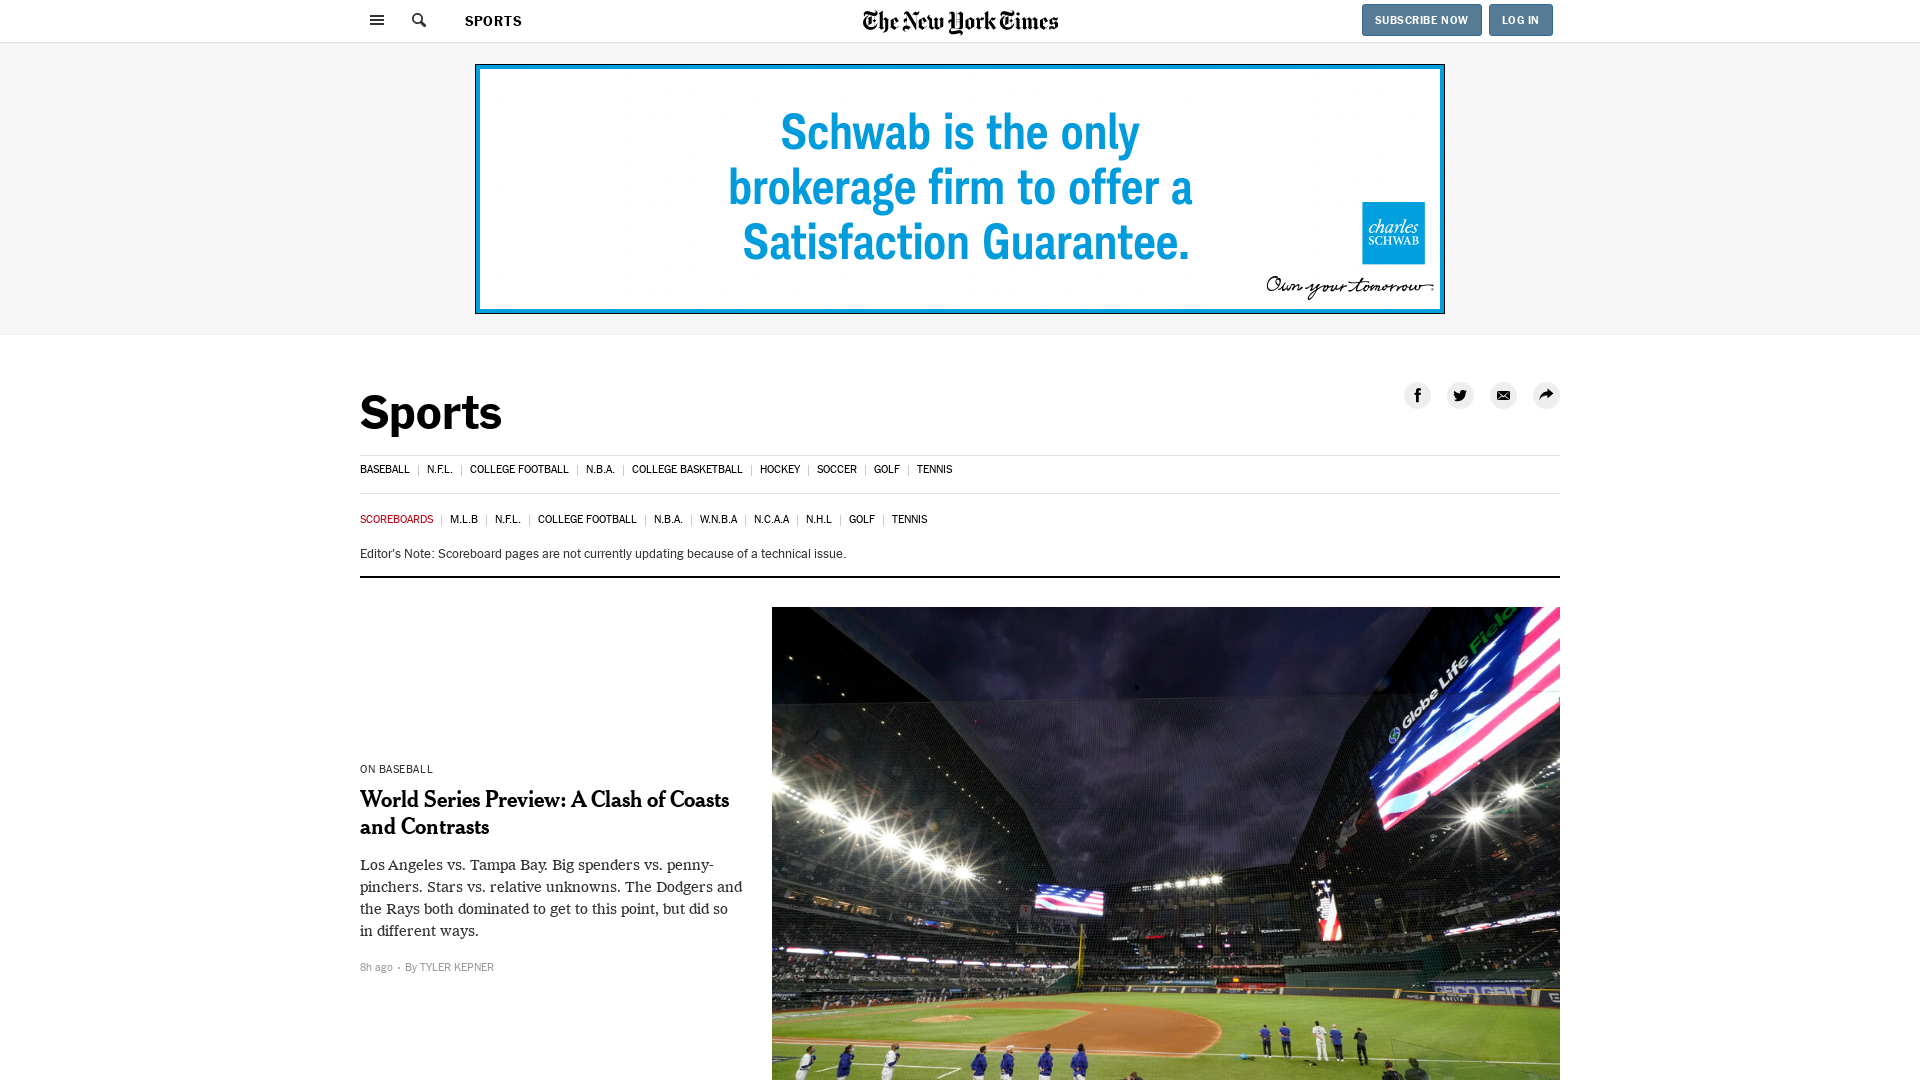 SPORTS
The New York Times
SUBSCRIBE NOW
LOG IN
Schwab is the only
brokerage firm to offer a
Satisfaction Guarantee.
charles
SCHWAB
Own your tomorrow.
Sports
BASEBALL | N.F.L. | COLLEGE FOOTBALL | N.B.A. | COLLEGE BASKETBALL | HOCKEY | SOCCER | GOLF | TENNIS
SCOREBOARDS | M.L.B | N.F.L. | COLLEGE FOOTBALL | N.B.A. | W.N.B.A | N.C.A.A | N.H.L | GOLF | TENNIS
Editor's Note: Scoreboard pages are not currently updating because of a technical issue.
ON BASEBALL
World Series Preview: A Clash of Coasts
and Contrasts
Los Angeles vs. Tampa Bay. Big spenders vs. penny-
pinchers. Stars vs. relative unknowns. The Dodgers and
the Rays both dominated to get to this point, but did so
in different ways.
8h ago • By TYLER KEPNER
Globe Life Field
GEICO